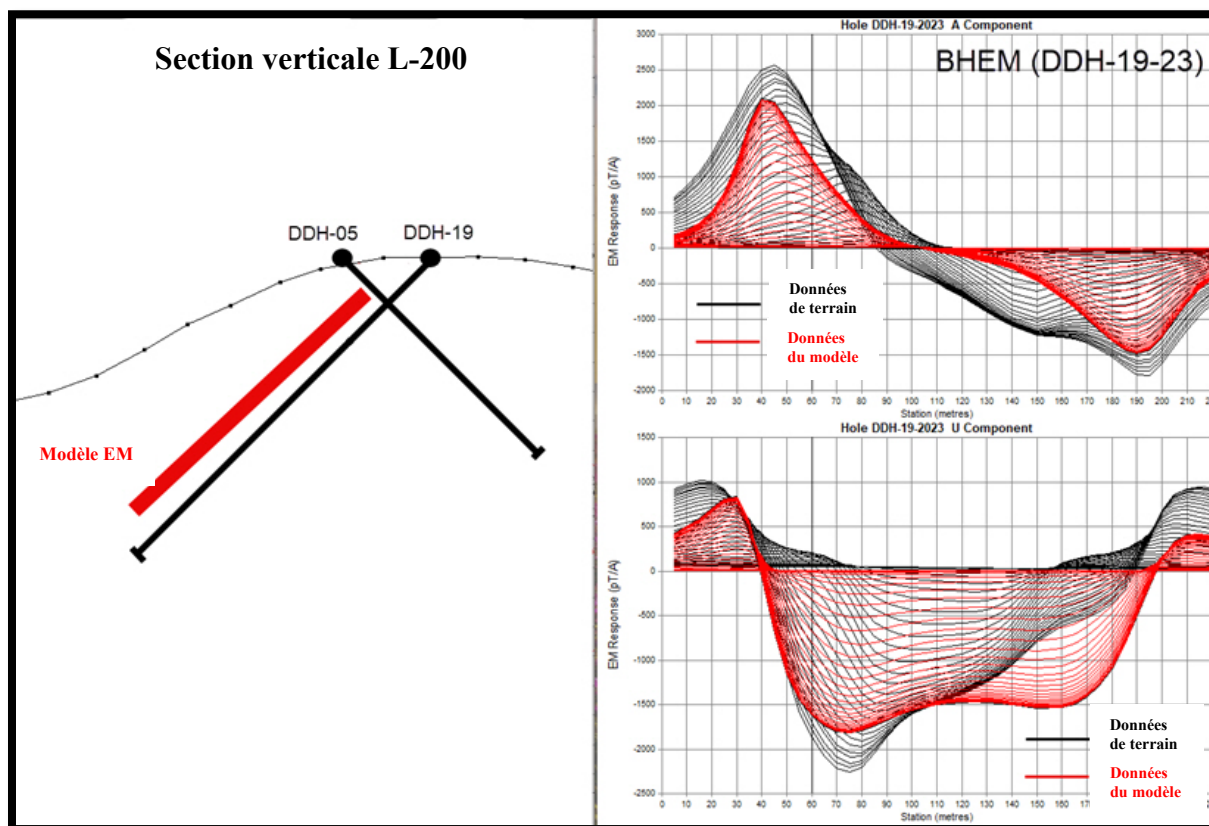 Section verticale L-200
DDH-05
DDH-19
Modèle EM
Hole DDH-19-2023 A Component
BHEM (DDH-19-23)
EM Response (pT/A)
3000
2500
2000
1500
1000
500
0
-500
-1000
-1500
-2000
Données
de terrain
Données
du modèle
0 10 20 30 40 50 60 70 80 90 100 110 120 130 140 150 160 170 180 190 200 210
Station (metres)
Hole DDH-19-2023 U Component
EM Response (pT/A)
1500
1000
500
0
-500
-1000
-1500
-2000
-2500
Données
de terrain
Données
du modèle
0 10 20 30 40 50 60 70 80 90 100 110 120 130 140 150 160
Station (metres)